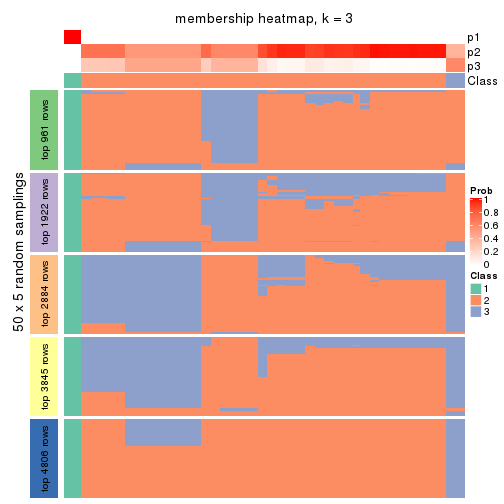 membership heatmap, k = 3
p1
p2
p3
Class
50 x 5 random samplings
top 961 rows
top 1922 rows
top 2884 rows
top 3845 rows
top 4806 rows
Prob
1
0.8
0.6
0.4
0.2
0
Class
1
2
3